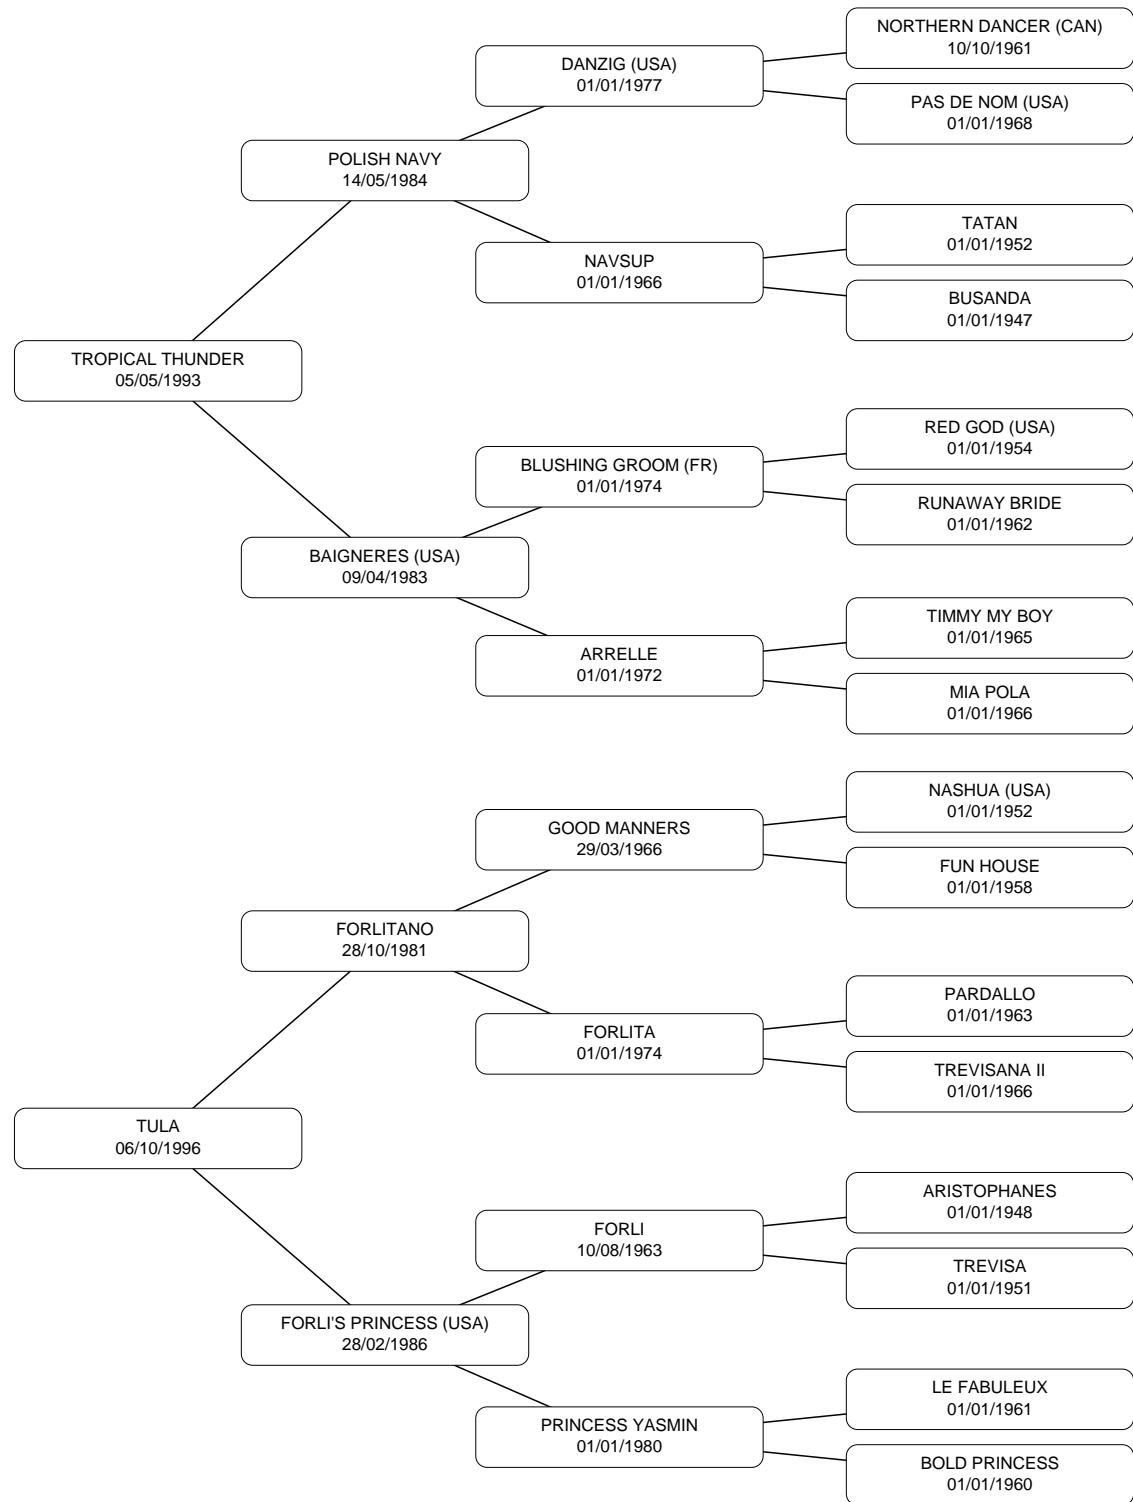 NORTHERN DANCER (CAN)
10/10/1961
DANZIG (USA)
01/01/1977
PAS DE NOM (USA)
01/01/1968
POLISH NAVY
14/05/1984
TATAN
01/01/1952
NAVSUP
01/01/1966
BUSANDA
01/01/1947
TROPICAL THUNDER
05/05/1993
RED GOD (USA)
01/01/1954
BLUSHING GROOM (FR)
01/01/1974
RUNAWAY BRIDE
01/01/1962
BAIGNERES (USA)
09/04/1983
TIMMY MY BOY
01/01/1965
ARRELLE
01/01/1972
MIA POLA
01/01/1966
NASHUA (USA)
01/01/1952
GOOD MANNERS
29/03/1966
FUN HOUSE
01/01/1958
FORLITANO
28/10/1981
PARDALLO
01/01/1963
FORLITA
01/01/1974
TREVISANA II
01/01/1966
TULA
06/10/1996
ARISTOPHANES
01/01/1948
FORLI
10/08/1963
TREVISA
01/01/1951
FORLI'S PRINCESS (USA)
28/02/1986
LE FABULEUX
01/01/1961
PRINCESS YASMIN
01/01/1980
BOLD PRINCESS
01/01/1960